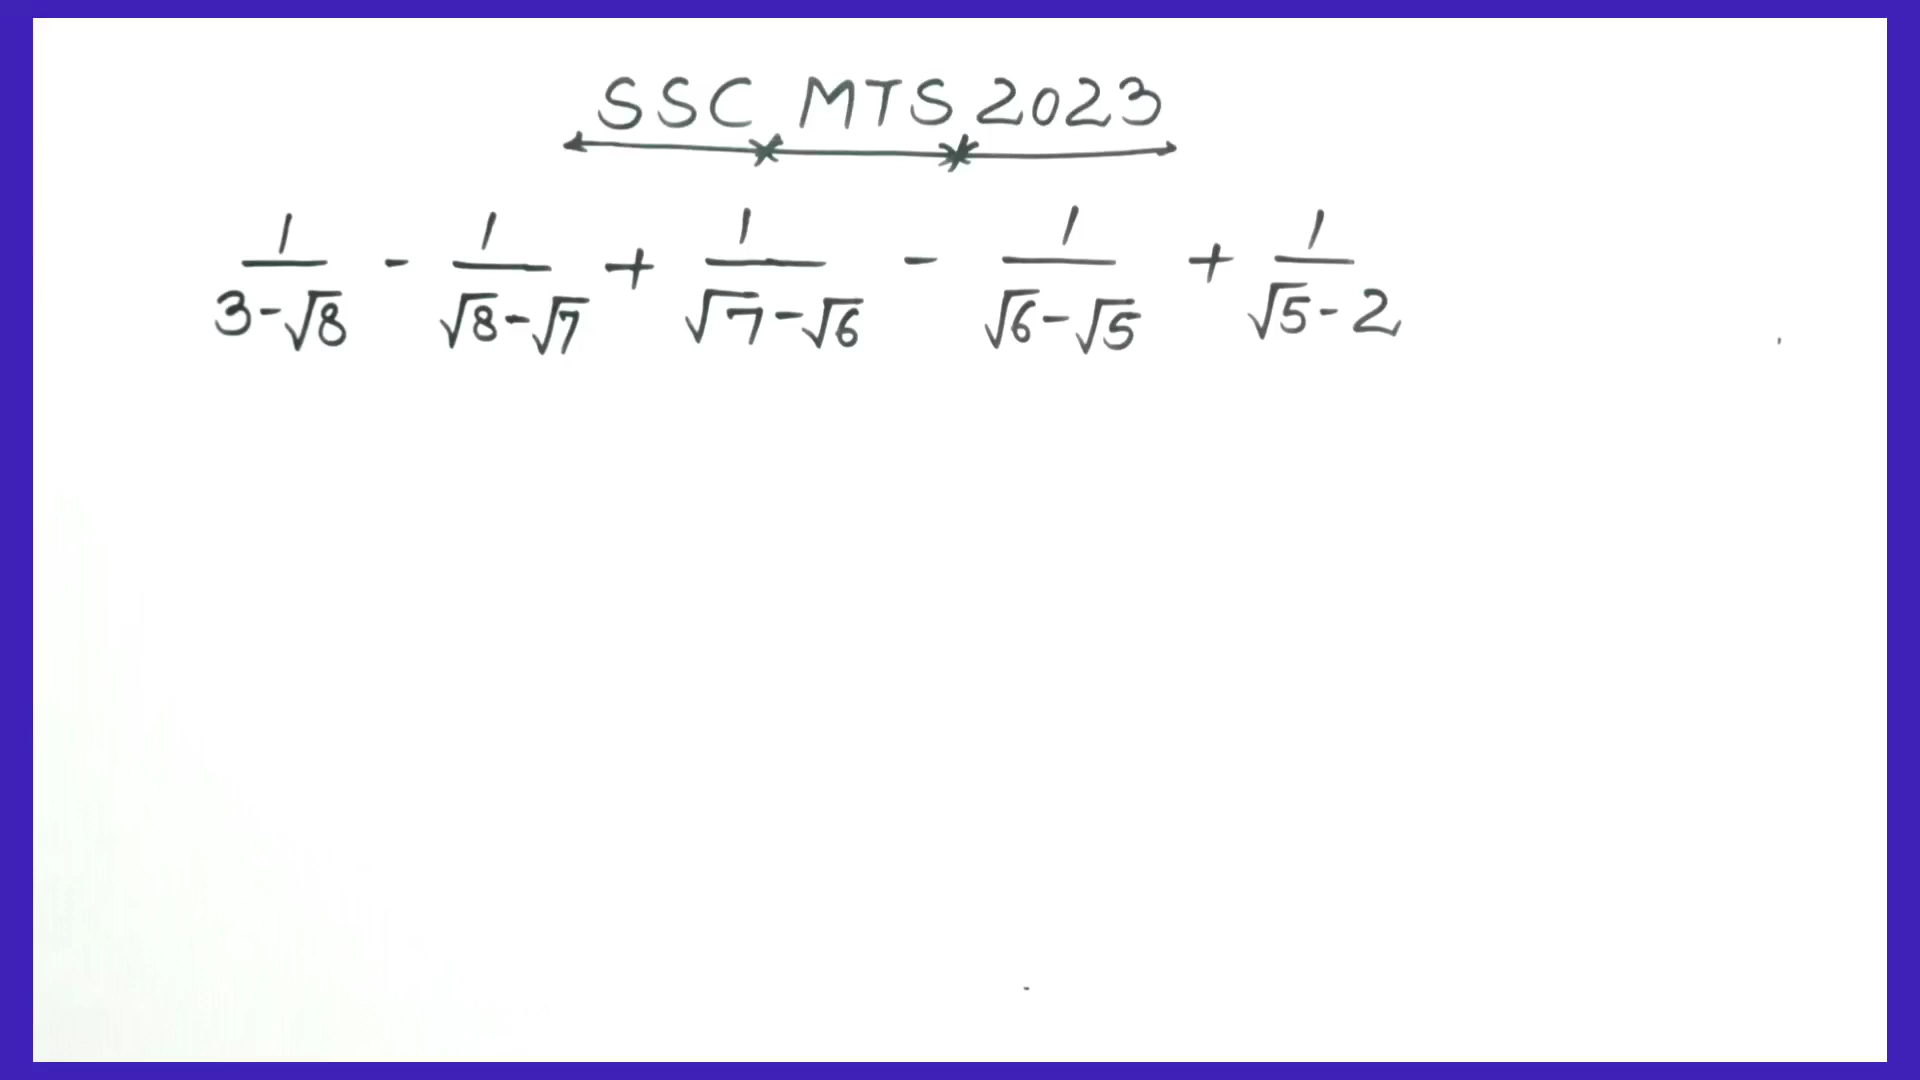 SSC MTS 2023
1/(3-√8) - 1/(√8-√7) + 1/(√7-√6) - 1/(√6-√5) + 1/(√5-2)